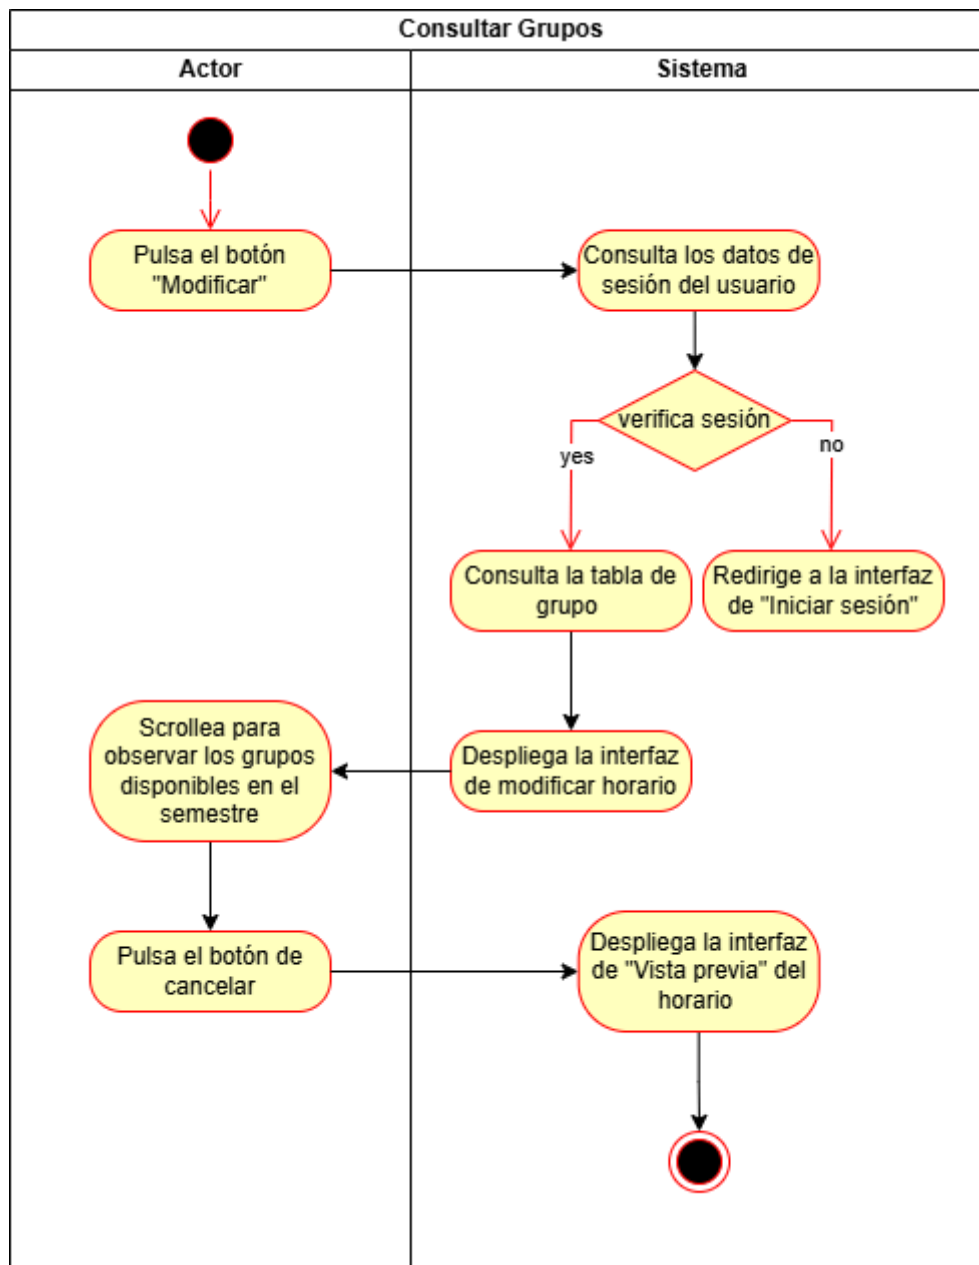 Consultar Grupos
Actor
Sistema
Pulsa el botón
"Modificar"
Consulta los datos de
sesión del usuario
verifica sesión
yes
no
Consulta la tabla de
grupo
Redirige a la interfaz
de "Iniciar sesión"
Despliega la interfaz
de modificar horario
Scrollea para
observar los grupos
disponibles en el
semestre
Pulsa el botón de
cancelar
Despliega la interfaz
de "Vista previa" del
horario